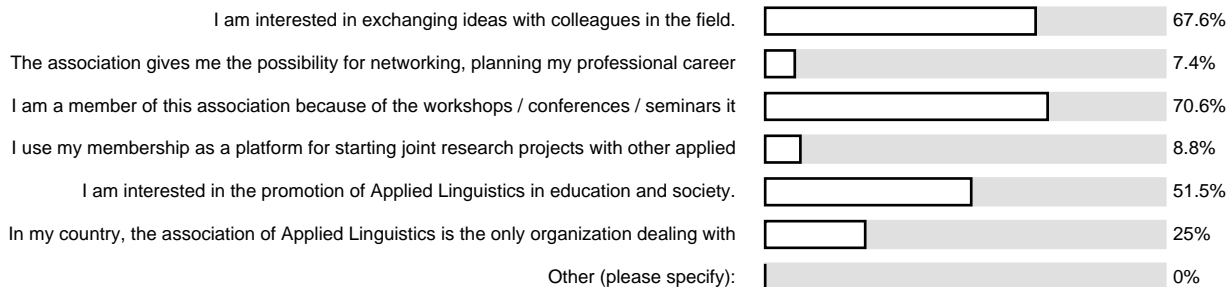 I am interested in exchanging ideas with colleagues in the field. 67.6%
The association gives me the possibility for networking, planning my professional career 7.4%
I am a member of this association because of the workshops / conferences / seminars it 70.6%
I use my membership as a platform for starting joint research projects with other applied 8.8%
I am interested in the promotion of Applied Linguistics in education and society. 51.5%
In my country, the association of Applied Linguistics is the only organization dealing with 25%
Other (please specify): 0%